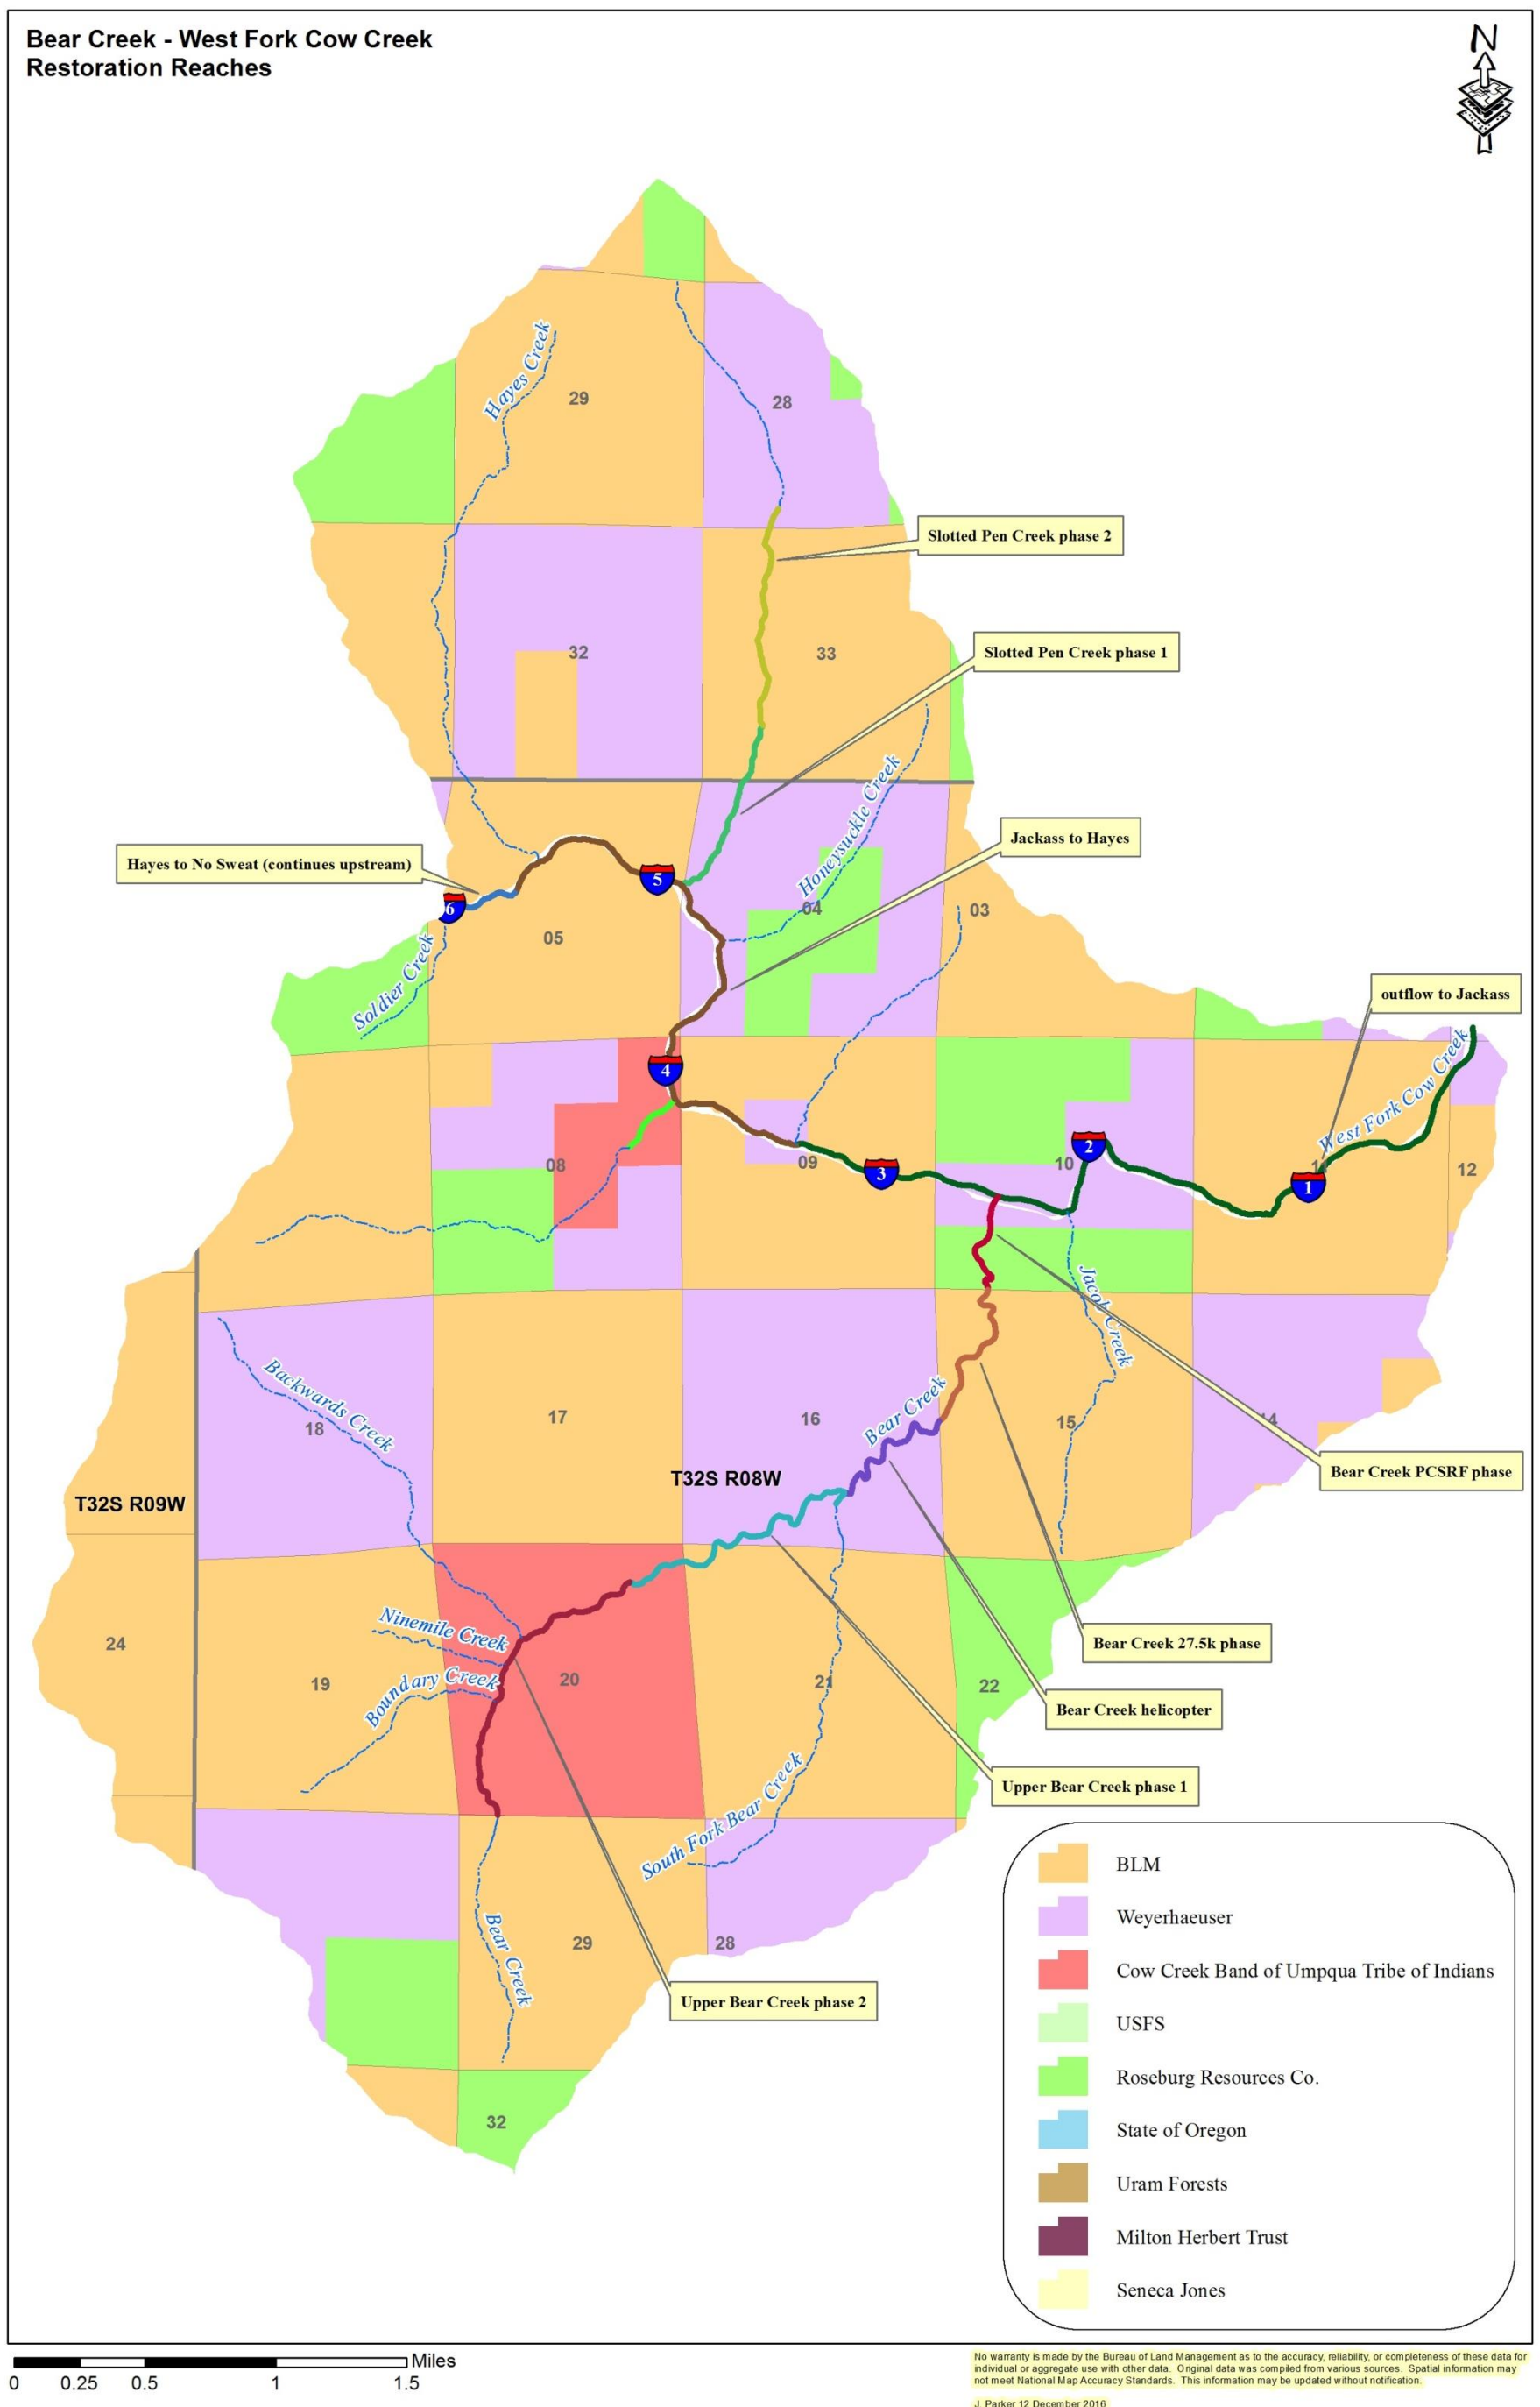 Bear Creek - West Fork Cow Creek
Restoration Reaches
N
Hayes Creek
29
28
Slotted Pen Creek phase 2
32
33
Slotted Pen Creek phase 1
Honeysuckle Creek
Jackass to Hayes
Hayes to No Sweat (continues upstream)
5
6
04
03
05
Soldier Creek
outflow to Jackass
4
West Fork Cow Creek
2
08
09
3
10
11
12
1
Jacob Creek
Backwards Creek
18
17
16
Bear Creek
15
14
Bear Creek PCSRF phase
T32S R08W
T32S R09W
Ninemile Creek
Bear Creek 27.5k phase
24
19
Boundary Creek
20
21
22
Bear Creek helicopter
South Fork Bear Creek
Upper Bear Creek phase 1
Bear Creek
29
28
Upper Bear Creek phase 2
32
BLM
Weyerhaeuser
Cow Creek Band of Umpqua Tribe of Indians
USFS
Roseburg Resources Co.
State of Oregon
Uram Forests
Milton Herbert Trust
Seneca Jones
Miles
0 0.25 0.5 1 1.5
No warranty is made by the Bureau of Land Management as to the accuracy, reliability, or completeness of these data for
individual or aggregate use with other data. Original data was compiled from various sources. Spatial information may
not meet National Map Accuracy Standards. This information may be updated without notification.
J. Parker 12 December 2016